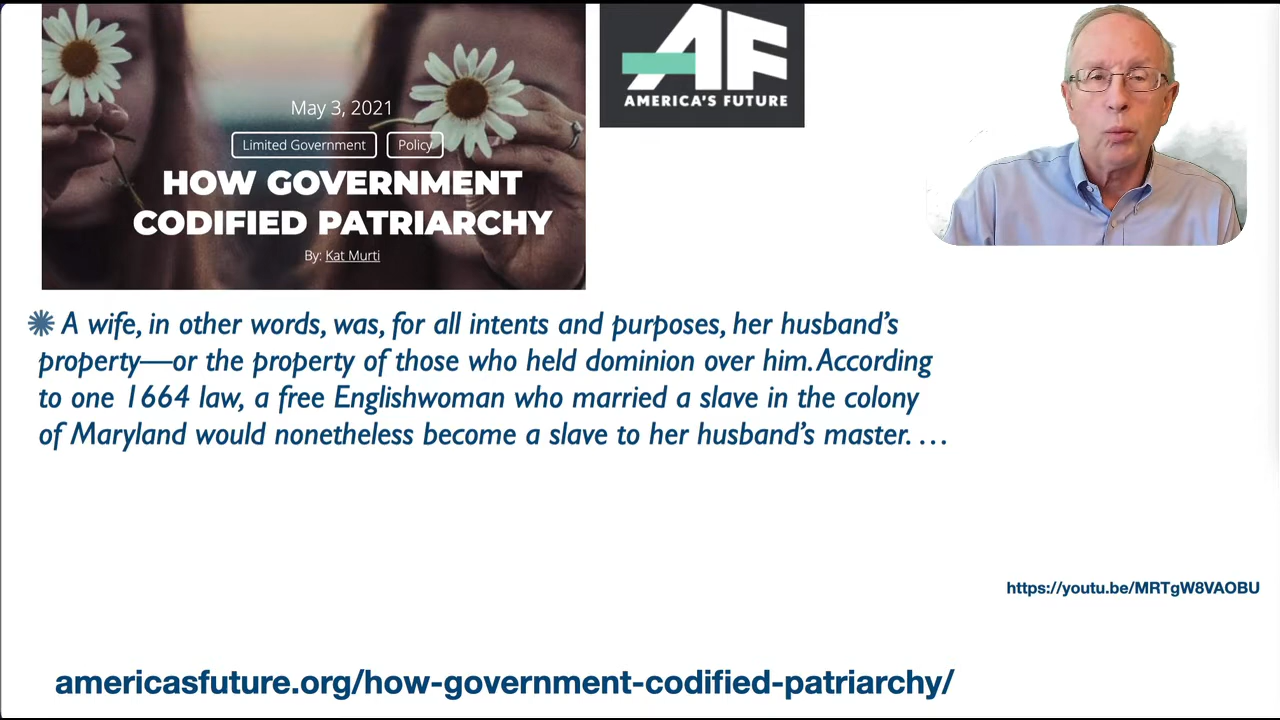 May 3, 2021
Limited Government Policy
HOW GOVERNMENT
CODIFIED PATRIARCHY
By: Kat Murti
AF
AMERICA'S FUTURE
A wife, in other words, was, for all intents and purposes, her husband's
property—or the property of those who held dominion over him. According
to one 1664 law, a free Englishwoman who married a slave in the colony
of Maryland would nonetheless become a slave to her husband's master. …
https://youtu.be/MRTgW8VAOBU
americasfuture.org/how-government-codified-patriarchy/